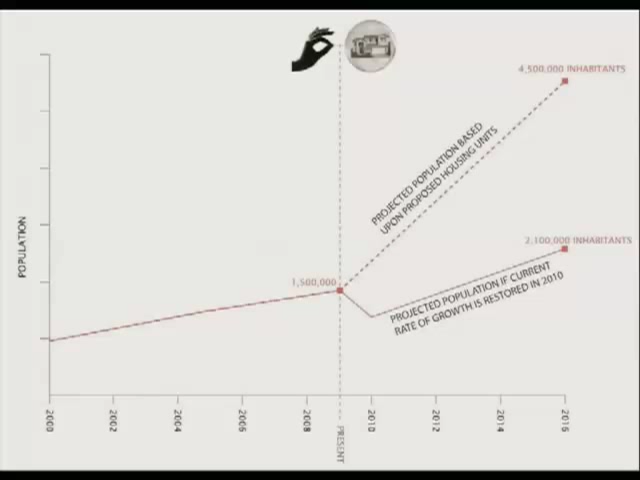 4,500,000 INHABITANTS
PROJECTED POPULATION BASED
UPON PROPOSED HOUSING UNITS
POPULATION
2,100,000 INHABITANTS
1,500,000
PROJECTED POPULATION IF CURRENT
RATE OF GROWTH IS RESTORED IN 2010
2000
2002
2004
2006
2008
PRESENT
2010
2012
2014
2015